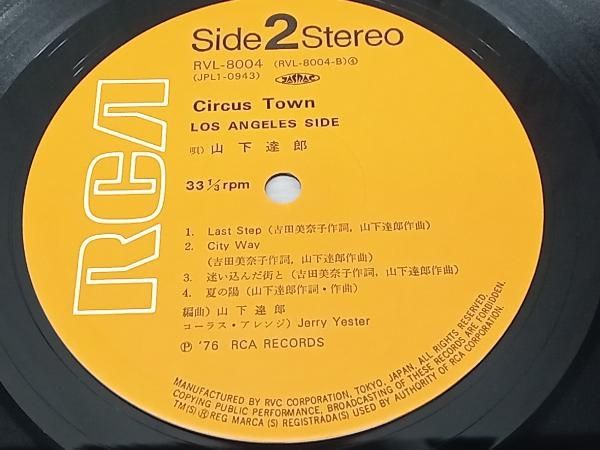 Side 2 Stereo
RVL-8004 (RVL-8004-B)④
(JPL1-0943) JASRAC
RCA
Circus Town
LOS ANGELES SIDE
唄) 山下達郎
33 1/3 rpm
1. Last Step (吉田美奈子作詞, 山下達郎作曲)
2. City Way
(吉田美奈子作詞, 山下達郎作曲)
3. 迷い込んだ街と (吉田美奈子作詞, 山下達郎作曲)
4. 夏の陽 (山下達郎作詞・作曲)
編曲) 山下達郎
コーラス・アレンジ) Jerry Yester
Ⓟ '76 RCA RECORDS
MANUFACTURED BY RVC CORPORATION, TOKYO, JAPAN. ALL RIGHTS RESERVED.
COPYING PUBLIC PERFORMANCE, BROADCASTING OF THESE RECORDS ARE FORBIDDEN.
TM(S) ® REG MARCA (S) REGISTRADA(S) USED BY AUTHORITY OF RCA CORPORATION.